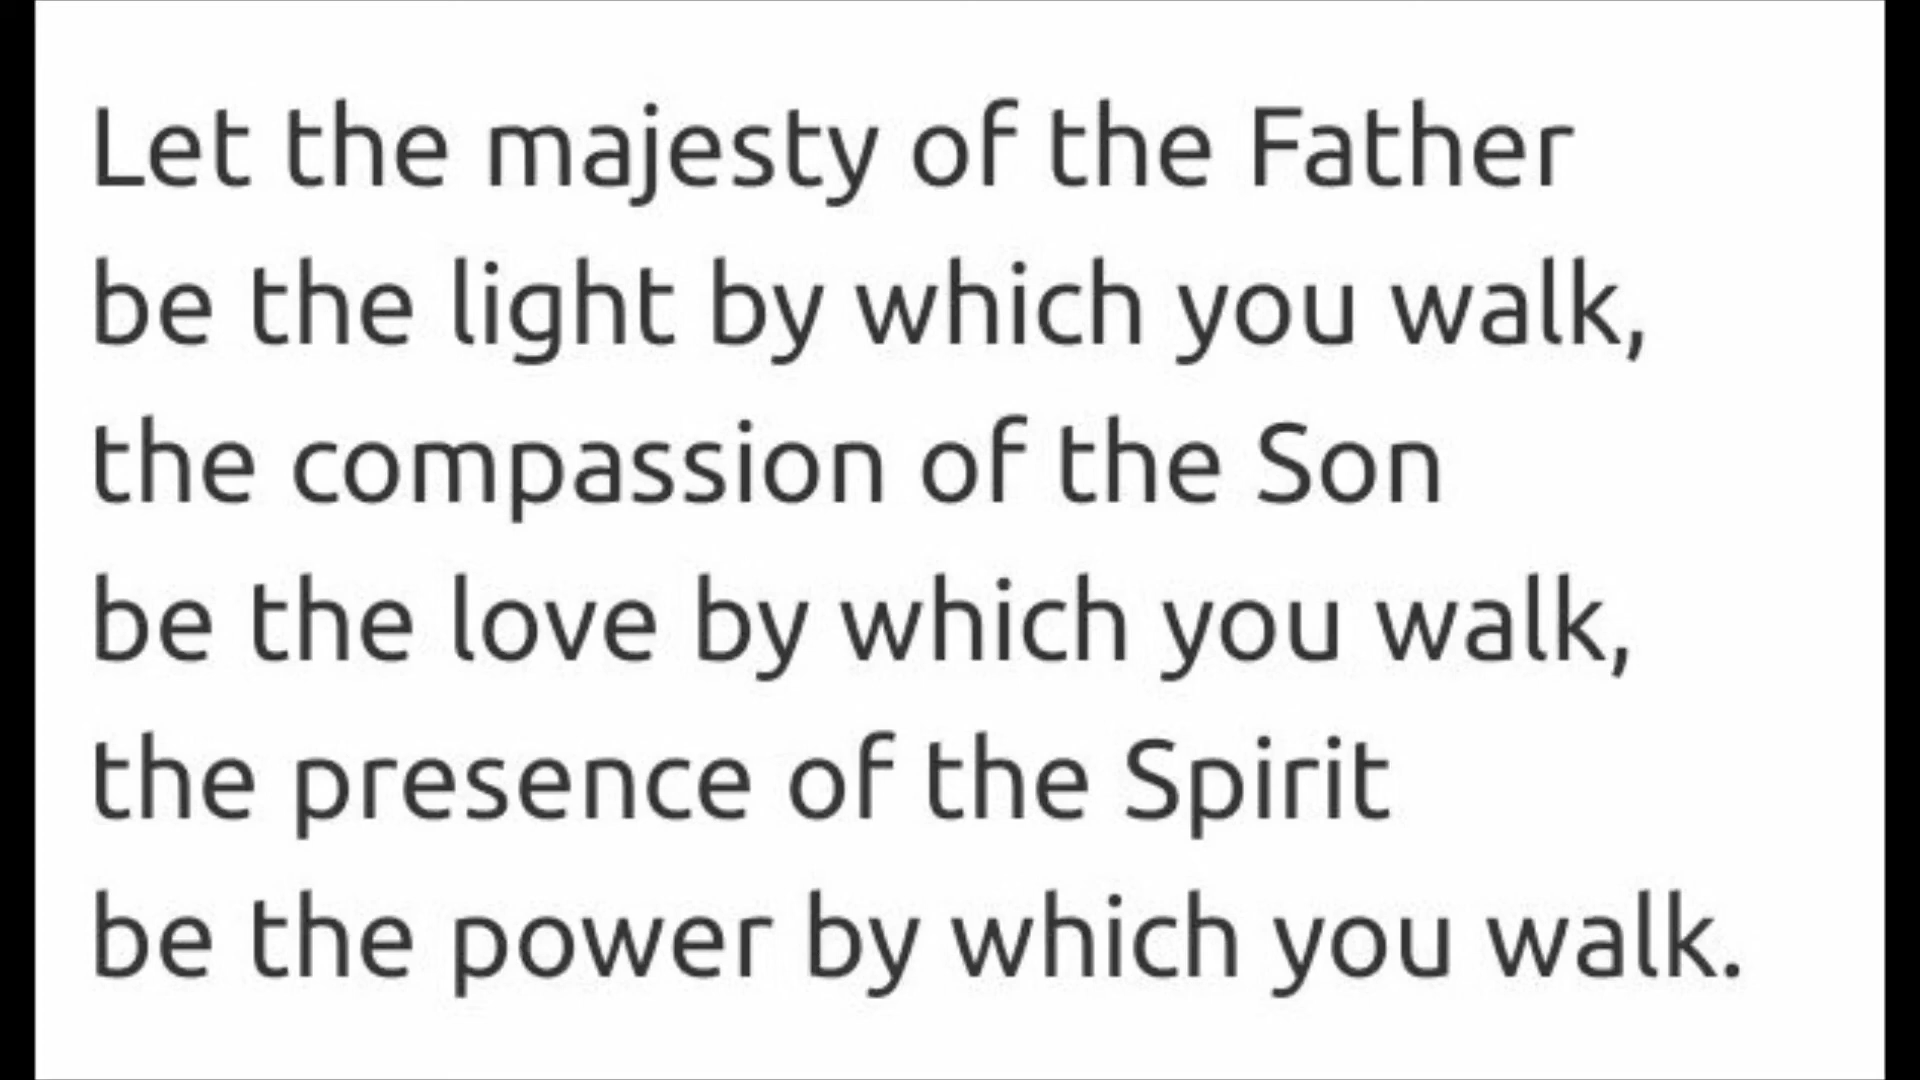 Let the majesty of the Father
be the light by which you walk,
the compassion of the Son
be the love by which you walk,
the presence of the Spirit
be the power by which you walk.